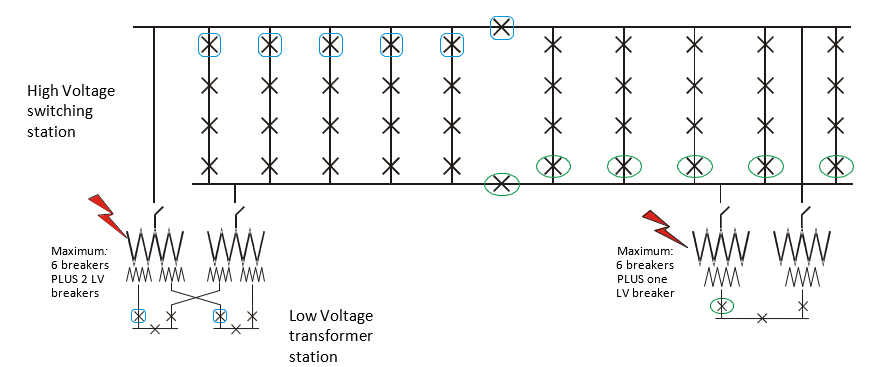 High Voltage
switching
station
Maximum:
6 breakers
PLUS 2 LV
breakers
Low Voltage
transformer
station
Maximum:
6 breakers
PLUS one
LV breaker